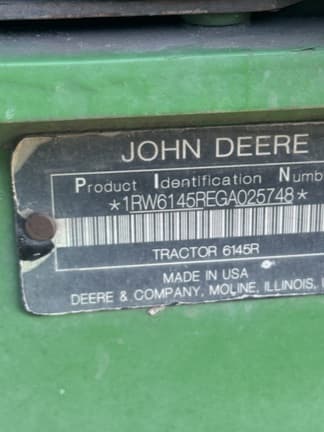 JOHN DEERE
Product Identification Numb
*1RW6145REGA025748*
TRACTOR 6145R
MADE IN USA
DEERE & COMPANY, MOLINE, ILLINOIS,